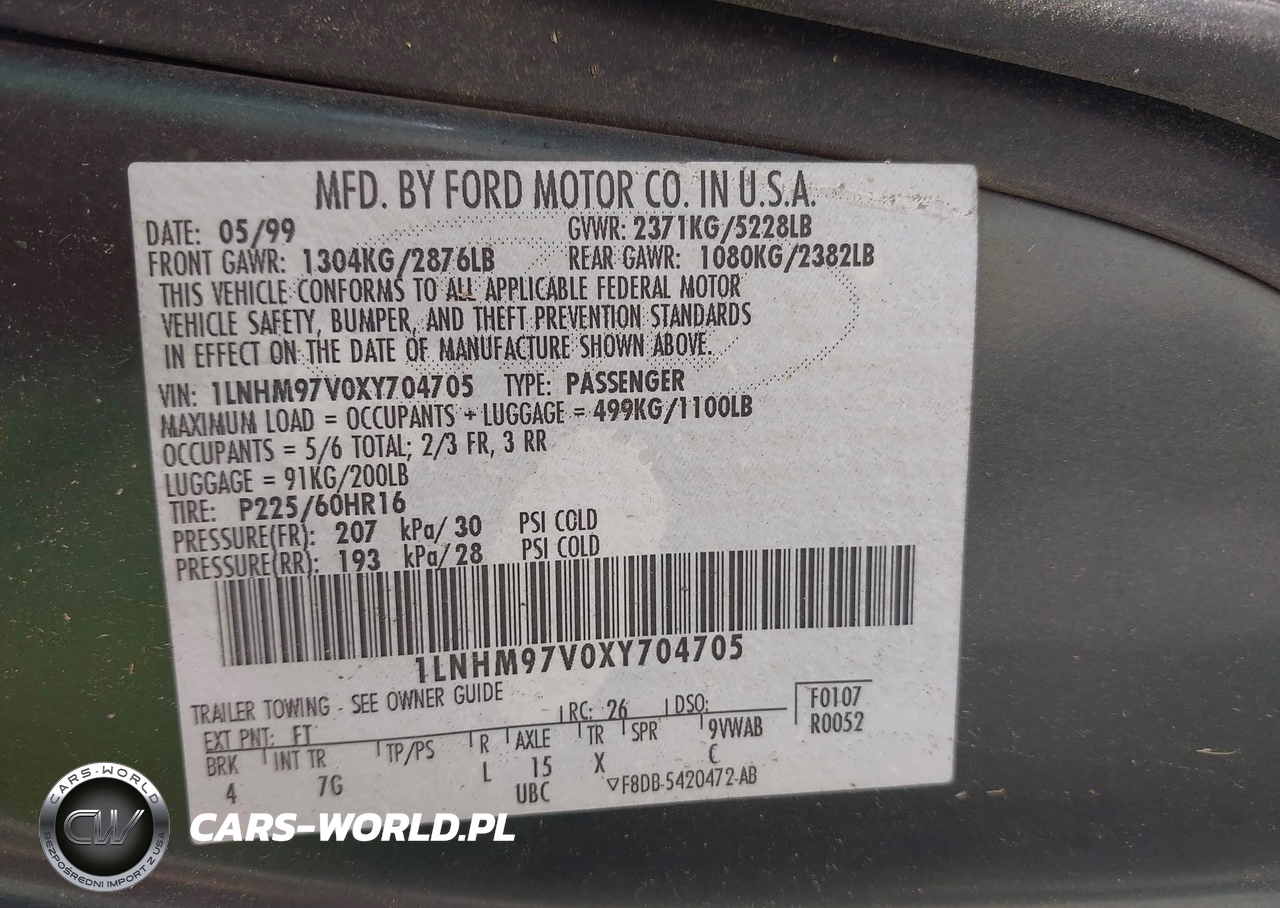 MFD. BY FORD MOTOR CO. IN U.S.A.
DATE: 05/99 GVWR: 2371KG/5228LB
FRONT GAWR: 1304KG/2876LB REAR GAWR: 1080KG/2382LB
THIS VEHICLE CONFORMS TO ALL APPLICABLE FEDERAL MOTOR
VEHICLE SAFETY, BUMPER, AND THEFT PREVENTION STANDARDS
IN EFFECT ON THE DATE OF MANUFACTURE SHOWN ABOVE.
VIN: 1LNHM97V0XY704705 TYPE: PASSENGER
MAXIMUM LOAD = OCCUPANTS + LUGGAGE = 499KG/1100LB
OCCUPANTS = 5/6 TOTAL; 2/3 FR, 3 RR
LUGGAGE = 91KG/200LB
TIRE: P225/60HR16
PRESSURE(FR): 207 kPa/ 30 PSI COLD
PRESSURE(RR): 193 kPa/ 28 PSI COLD
1LNHM97V0XY704705
TRAILER TOWING - SEE OWNER GUIDE
EXT PNT: FT RC: 26 DSO: F0107
BRK INT TR TP/PS R AXLE TR SPR 9VWAB R0052
4 7G L 15 X C
UBC ▽F8DB-5420472-AB
CARS-WORLD
CW
BEZPOŚREDNI IMPORT Z USA
CARS-WORLD.PL